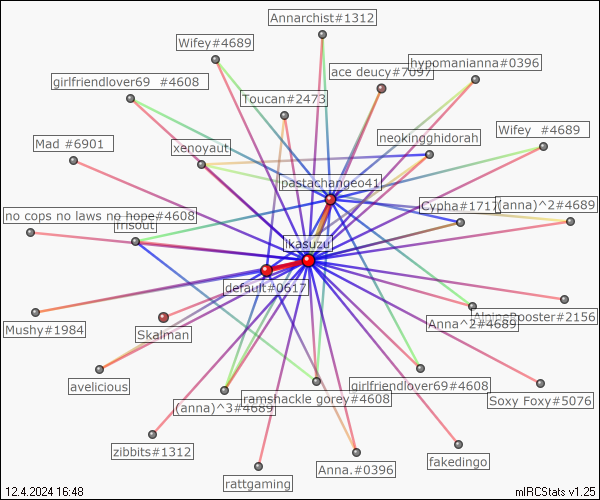 Annarchist#1312
Wifey#4689
hypomanianna#0396
ace deucy#7097
girlfriendlover69 #4608
Toucan#2473
Wifey #4689
neokingghidorah
Mad #6901
xenoyaut
pastachangeo41
(anna)^2#4689
Cypha#1717
no cops no laws no hope#4608
frisout
ikasuzu
default#0617
AlpineRooster#2156
Anna^2#4689
Mushy#1984
Skalman
avelicious
girlfriendlover69#4608
Soxy Foxy#5076
ramshackle gorey#4608
(anna)^3#4689
zibbits#1312
fakedingo
Anna.#0396
rattgaming
12.4.2024 16:48
mIRCStats v1.25